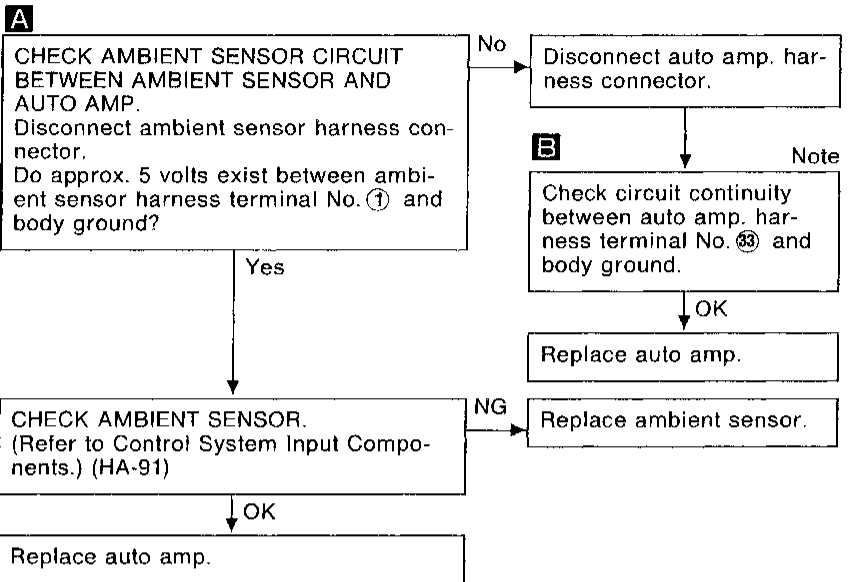 A
CHECK AMBIENT SENSOR CIRCUIT
BETWEEN AMBIENT SENSOR AND
AUTO AMP.
Disconnect ambient sensor harness con-
nector.
Do approx. 5 volts exist between ambi-
ent sensor harness terminal No. ① and
body ground?
No
Disconnect auto amp. har-
ness connector.
B
Note
Check circuit continuity
between auto amp. har-
ness terminal No. ㉝ and
body ground.
OK
Replace auto amp.
Yes
CHECK AMBIENT SENSOR.
(Refer to Control System Input Compo-
nents.) (HA-91)
NG
Replace ambient sensor.
OK
Replace auto amp.